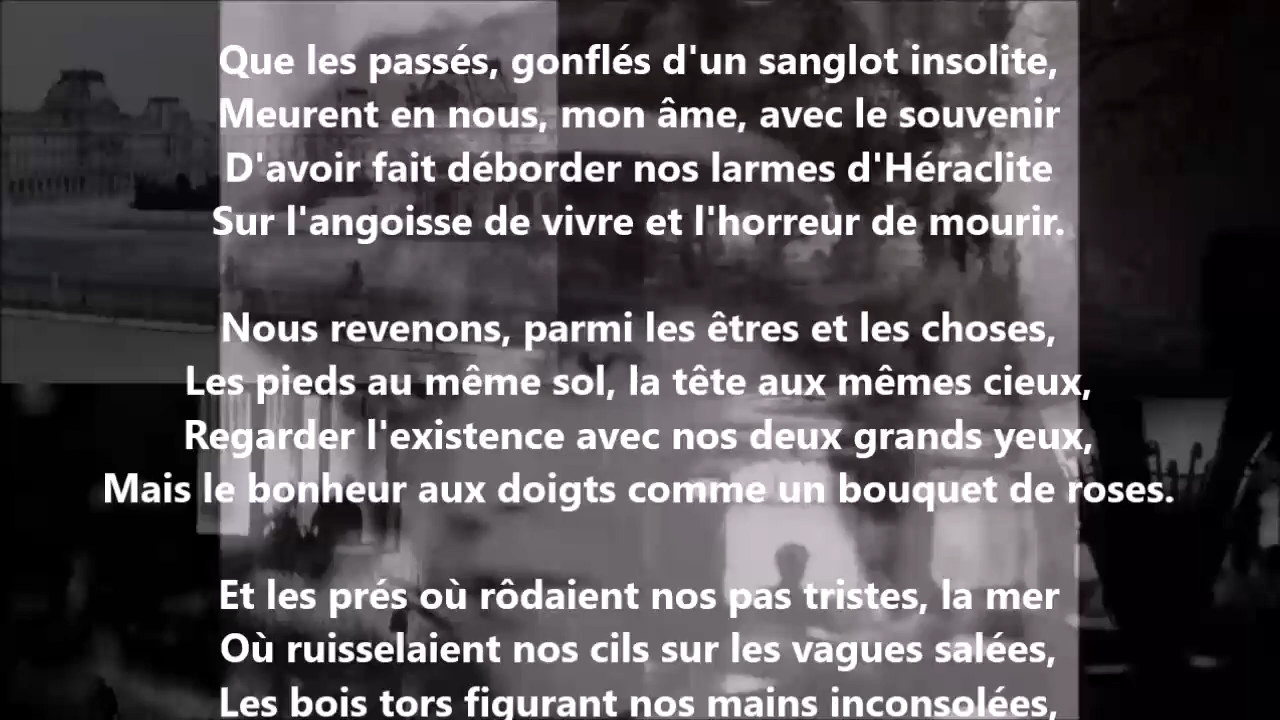 Que les passés, gonflés d'un sanglot insolite,
Meurent en nous, mon âme, avec le souvenir
D'avoir fait déborder nos larmes d'Héraclite
Sur l'angoisse de vivre et l'horreur de mourir.
Nous revenons, parmi les êtres et les choses,
Les pieds au même sol, la tête aux mêmes cieux,
Regarder l'existence avec nos deux grands yeux,
Mais le bonheur aux doigts comme un bouquet de roses.
Et les prés où rôdaient nos pas tristes, la mer
Où ruisselaient nos cils sur les vagues salées,
Les bois tors figurant nos mains inconsolées,